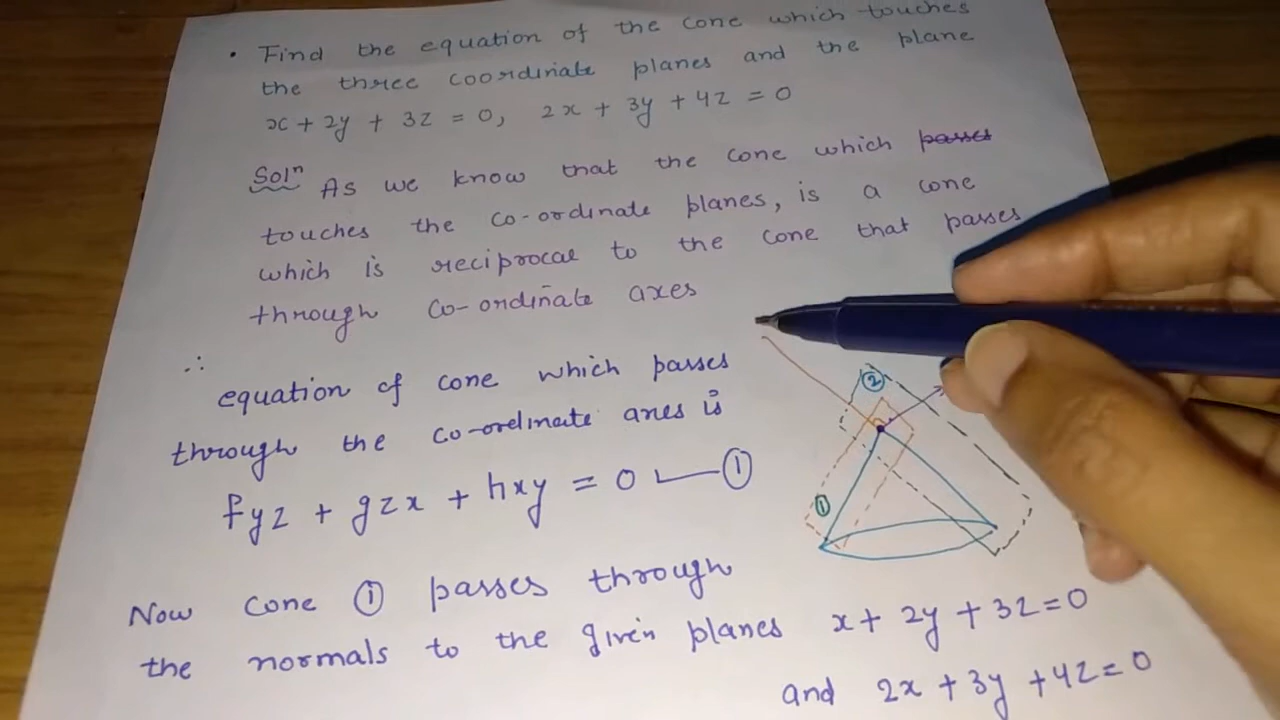 • Find the equation of the cone which touches
the three coordinate planes and the plane
x + 2y + 3z = 0, 2x + 3y + 4z = 0
Solⁿ As we know that the cone which passes
touches the co-ordinate planes, is a cone
which is reciprocal to the cone that passes
through co-ordinate axes
∴ equation of cone which passes
through the co-ordinate axes is
fyz + gzx + hxy = 0 — ①
②
①
Now cone ① passes through
the normals to the given planes x + 2y + 3z = 0
and 2x + 3y + 4z = 0